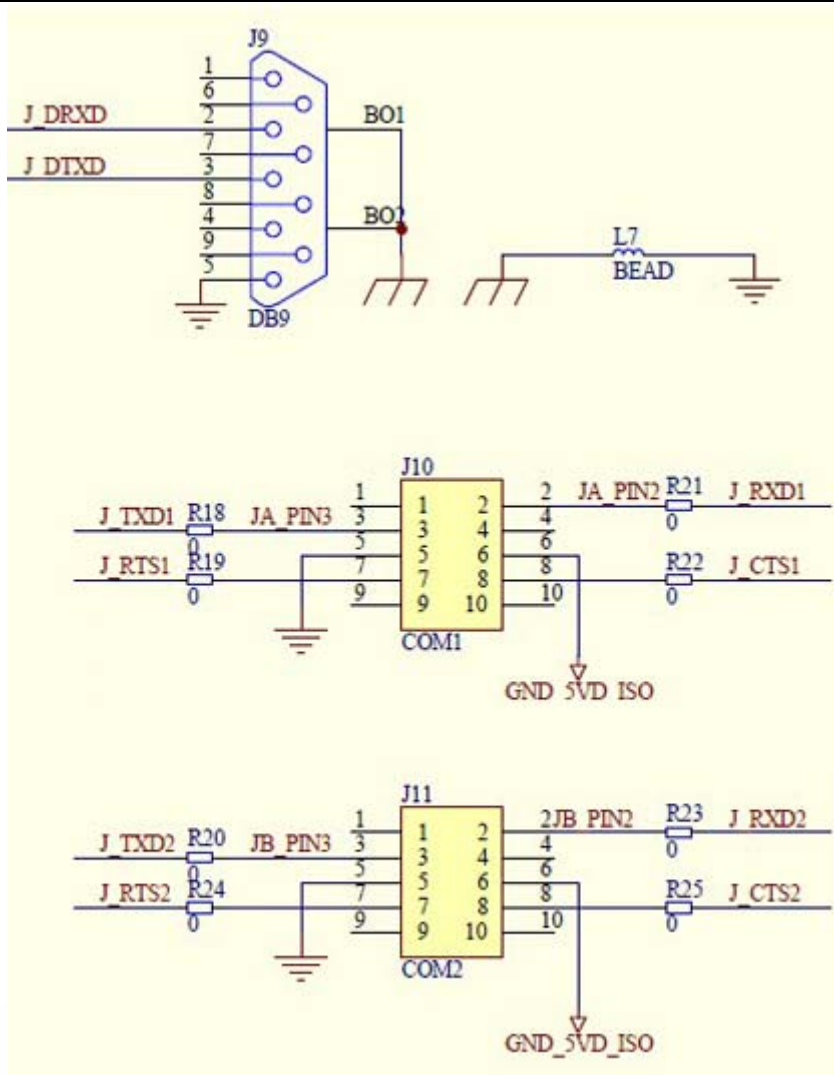 J9
1
6
J_DRXD 2 BO1
7
J_DTXD 3
8
4 BO2
9
5
L7
BEAD
DB9
J10
1 1 2 2 JA_PIN2 R21 J_RXD1
J_TXD1 R18 JA_PIN3 3 3 4 4 0
0
5 5 6 6
J_RTS1 R19 7 7 8 8 R22 J_CTS1
0 9 9 10 10 0
COM1
GND_5VD_ISO
J11
1 1 2 2 JB_PIN2 R23 J_RXD2
J_TXD2 R20 JB_PIN3 3 3 4 4 0
0
5 5 6 6
J_RTS2 R24 7 7 8 8 R25 J_CTS2
0 9 9 10 10 0
COM2
GND_5VD_ISO